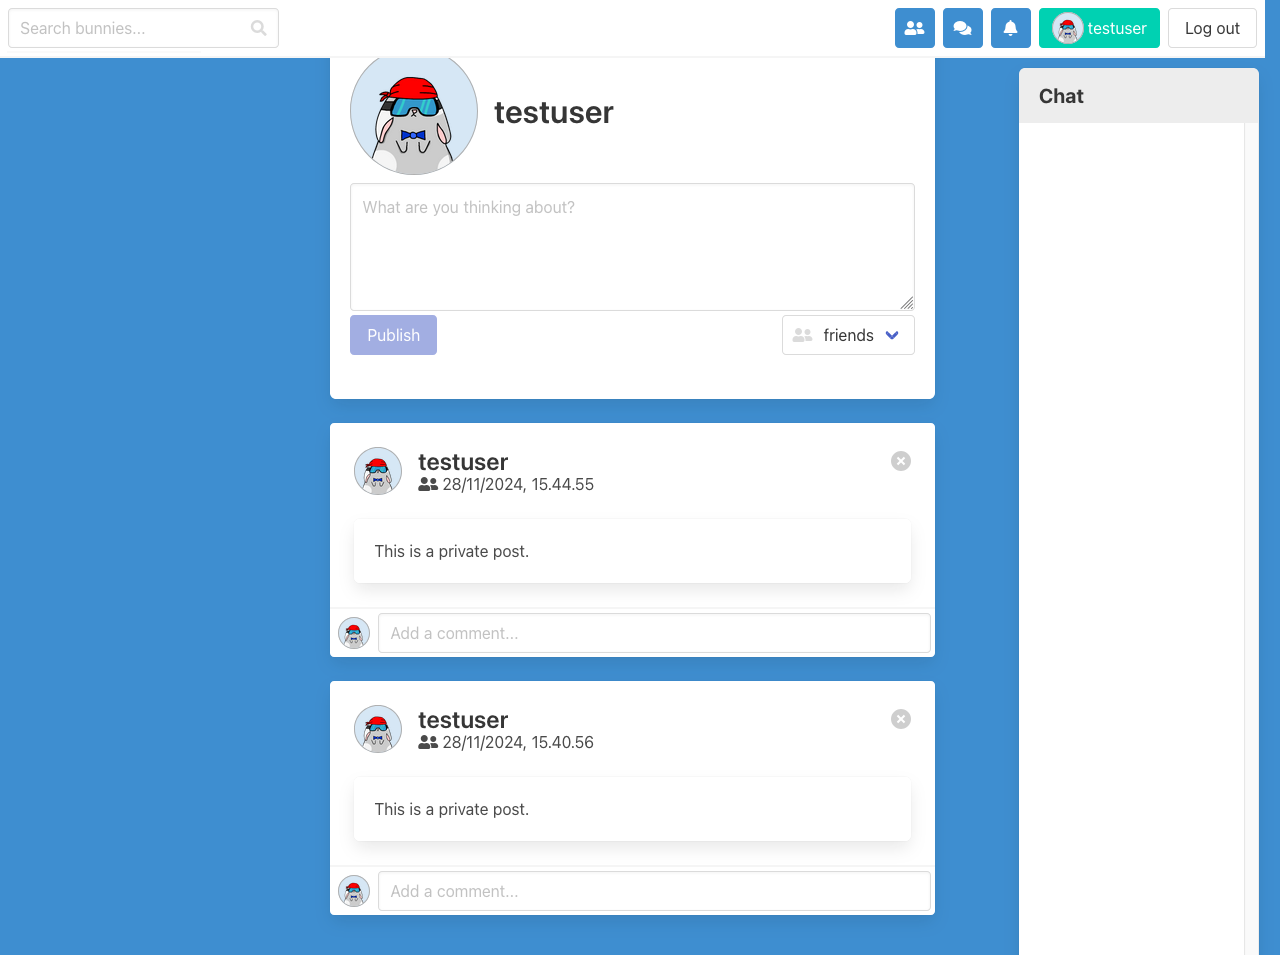 Search bunnies...
testuser
Log out
Chat
testuser
What are you thinking about?
Publish
friends
testuser
28/11/2024, 15.44.55
This is a private post.
Add a comment...
testuser
28/11/2024, 15.40.56
This is a private post.
Add a comment...